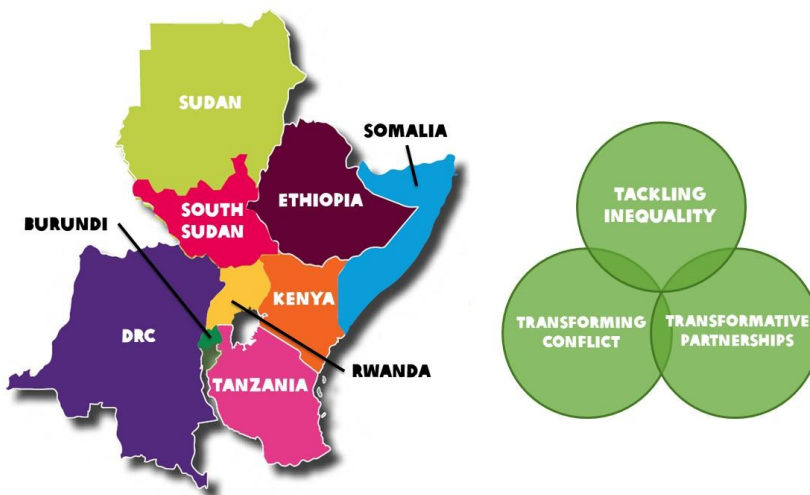 SUDAN
SOMALIA
ETHIOPIA
SOUTH
SUDAN
BURUNDI
KENYA
DRC
RWANDA
TANZANIA
TACKLING
INEQUALITY
TRANSFORMING
CONFLICT
TRANSFORMATIVE
PARTNERSHIPS